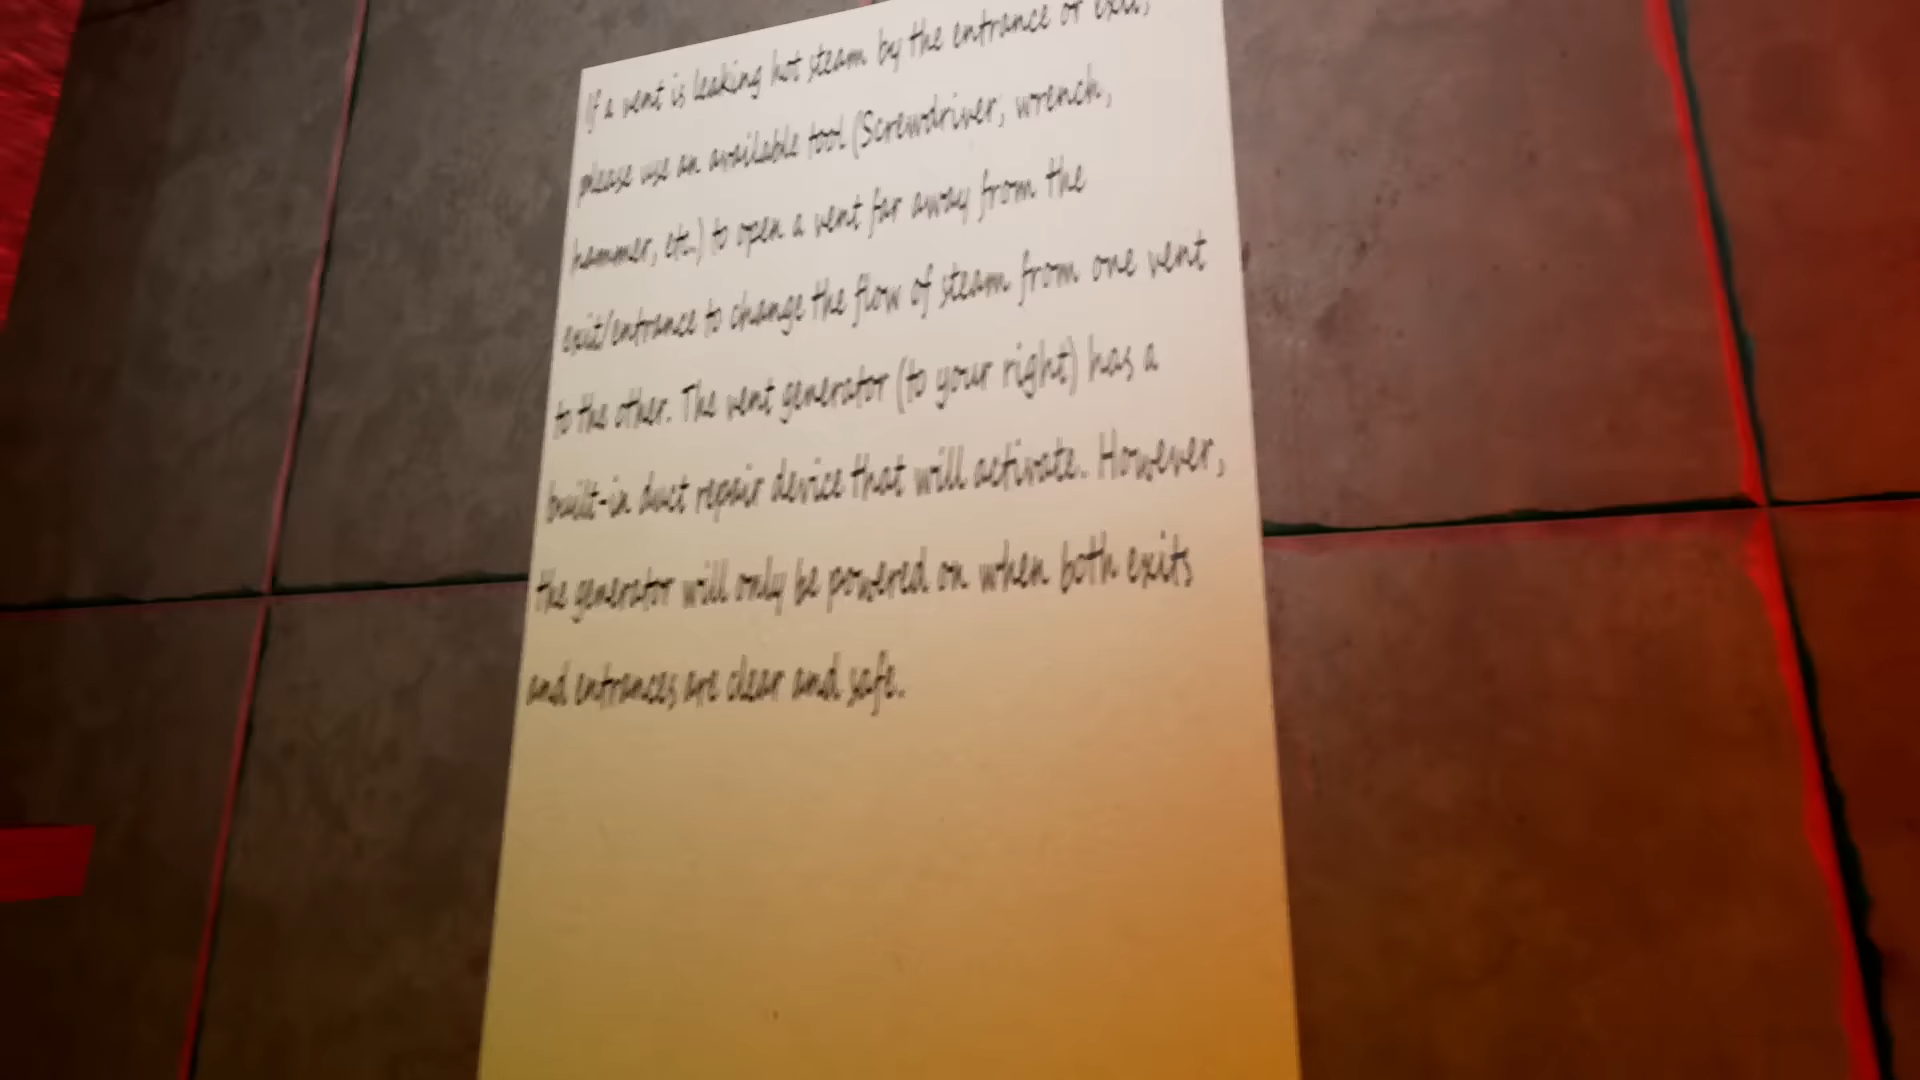 If a vent is leaking hot steam by the entrance or exit,
please use an available tool (Screwdriver, wrench,
hammer, etc.) to open a vent far away from the
exit/entrance to change the flow of steam from one vent
to the other. The vent generator (to your right) has a
built-in duct repair device that will activate. However,
the generator will only be powered on when both exits
and entrances are clear and safe.